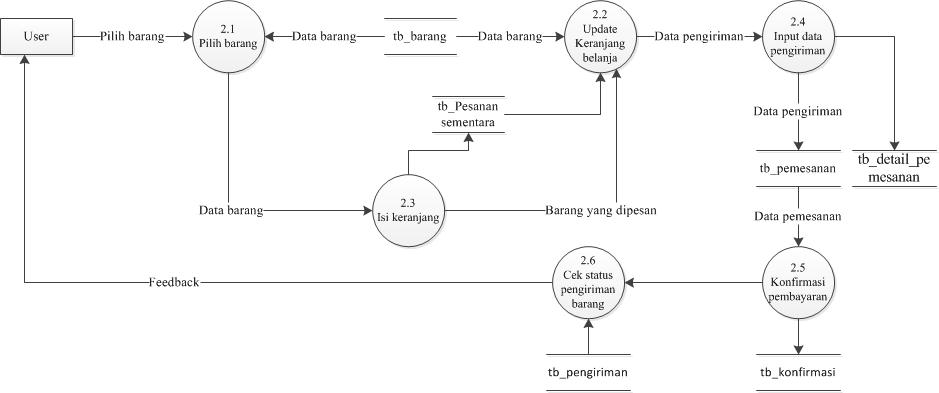 User
Pilih barang
2.1
Pilih barang
Data barang
tb_barang
Data barang
2.2
Update
Keranjang
belanja
Data pengiriman
2.4
Input data
pengiriman
tb_Pesanan
sementara
Data pengiriman
tb_pemesanan
tb_detail_pe
mesanan
Data barang
2.3
Isi keranjang
Barang yang dipesan
Data pemesanan
Feedback
2.6
Cek status
pengiriman
barang
2.5
Konfirmasi
pembayaran
tb_pengiriman
tb_konfirmasi